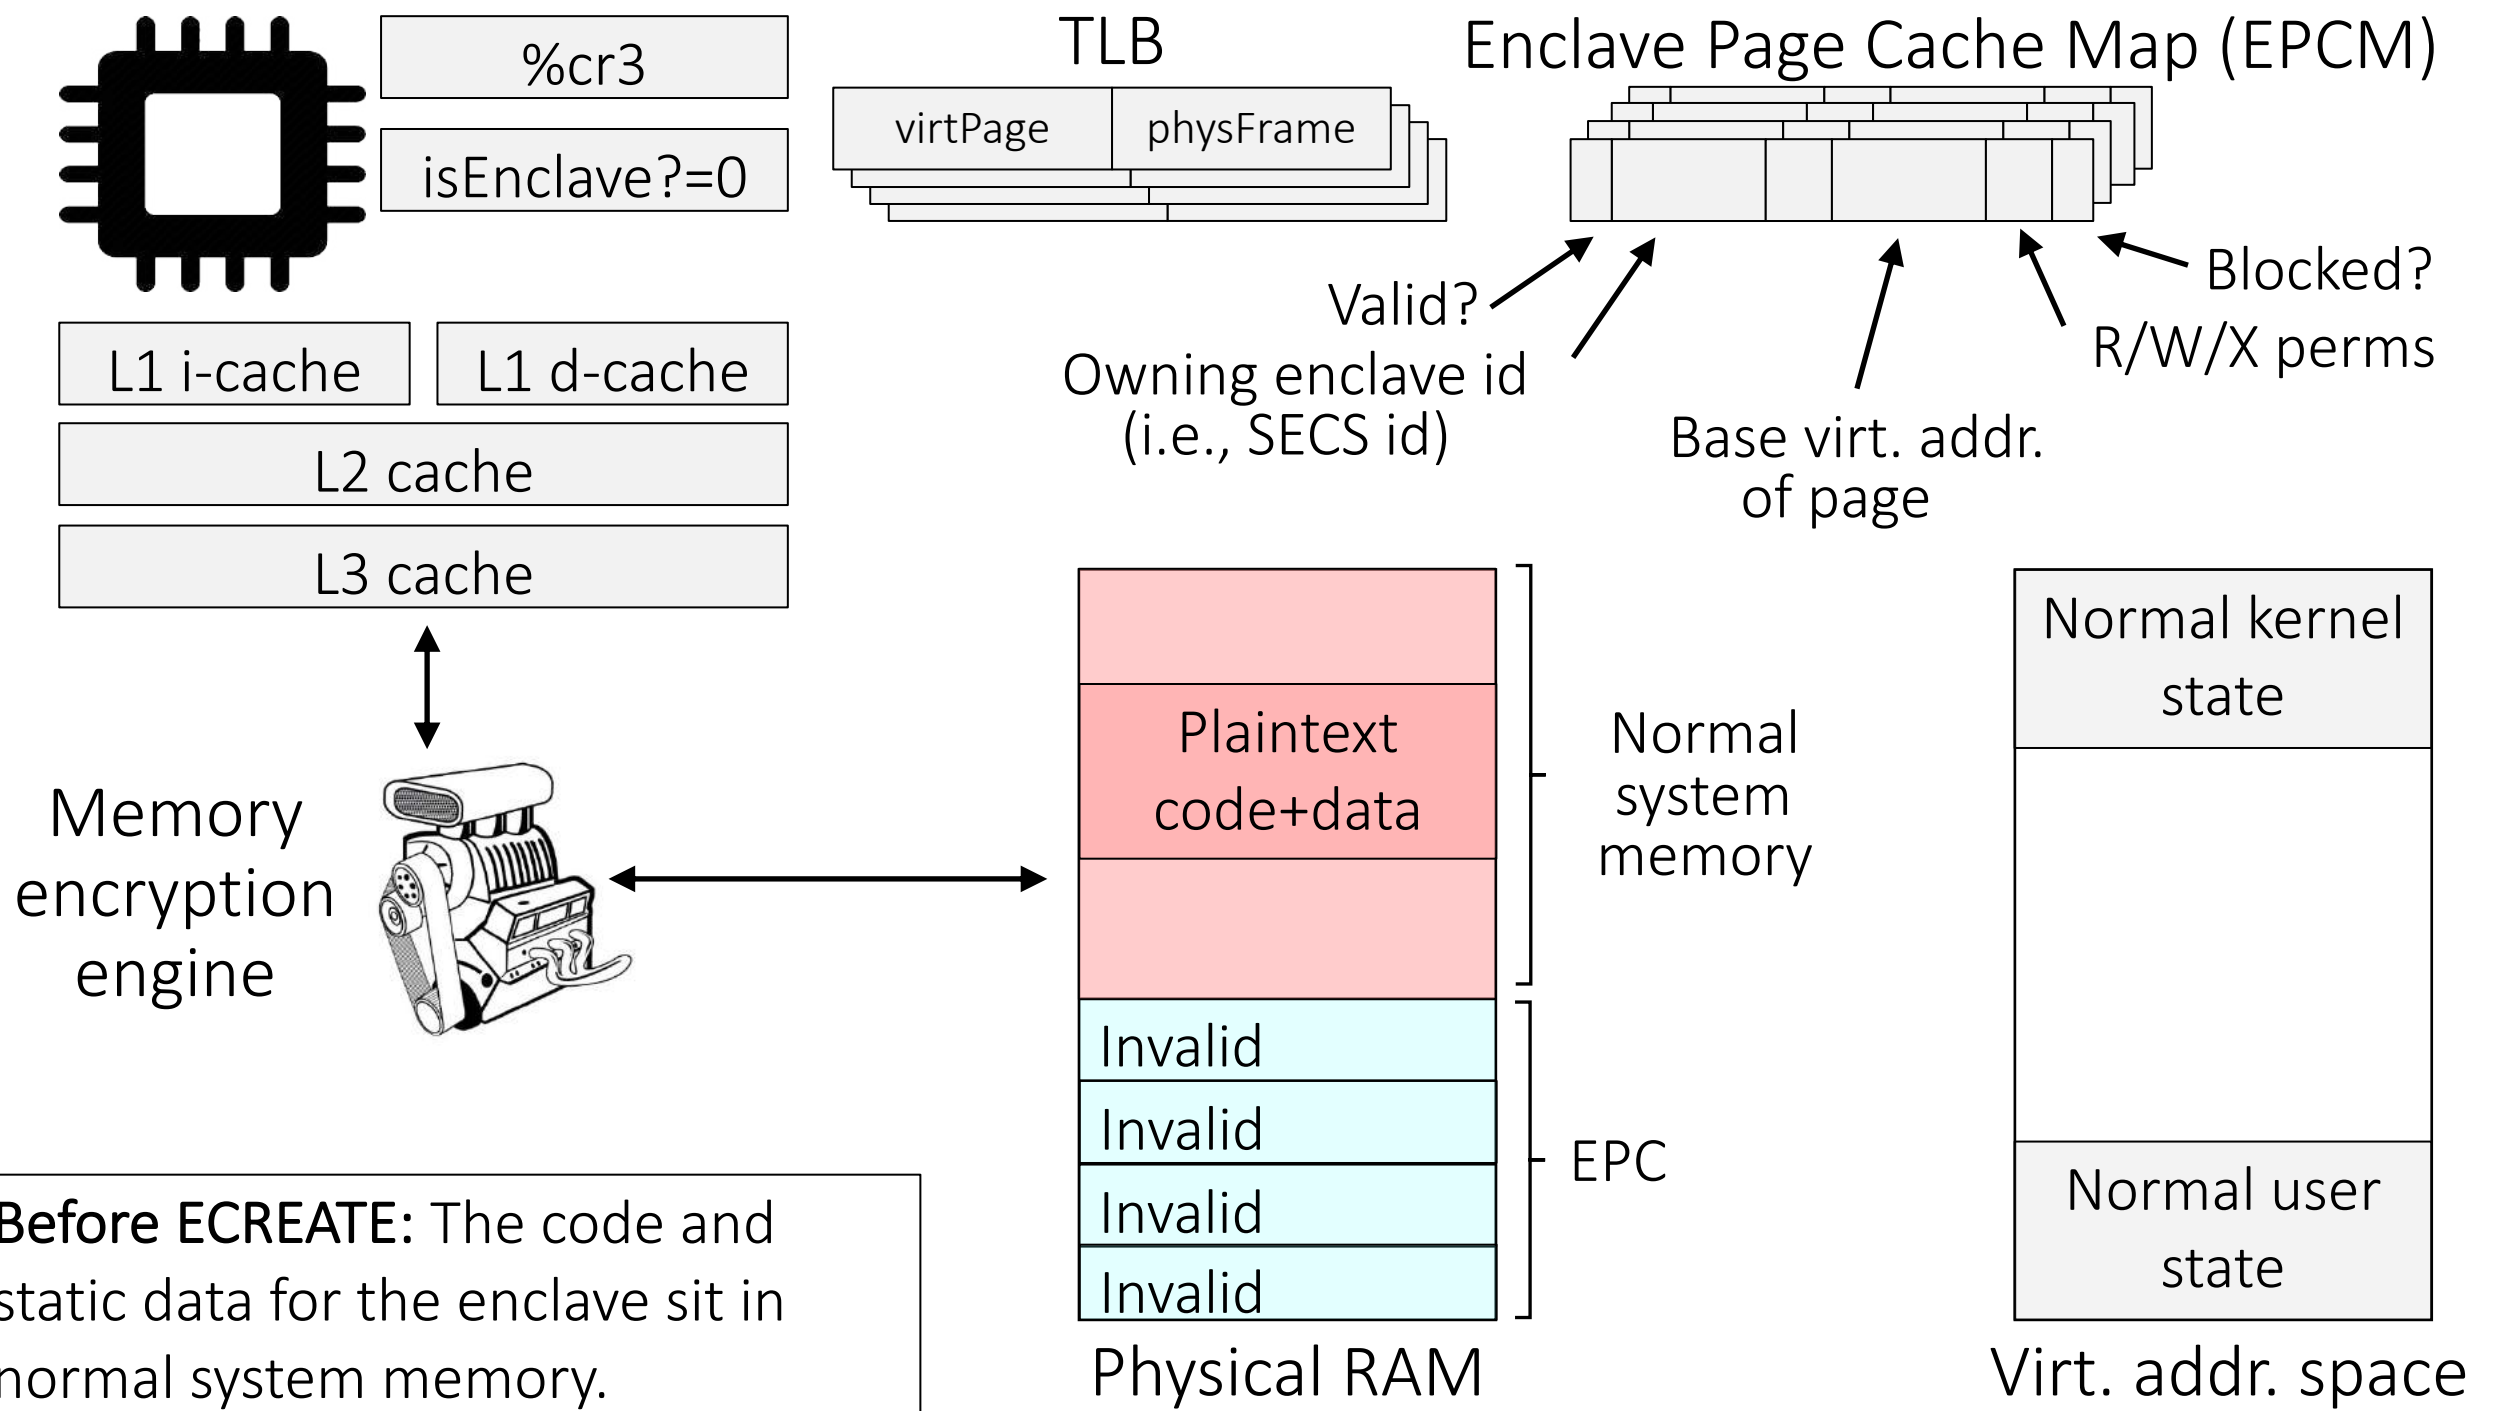 %cr3
isEnclave?=0
L1 i-cache
L1 d-cache
L2 cache
L3 cache
Memory
encryption
engine
Before ECREATE: The code and
static data for the enclave sit in
normal system memory.
TLB
virtPage
physFrame
Enclave Page Cache Map (EPCM)
Valid?
Owning enclave id
(i.e., SECS id)
Base virt. addr.
of page
R/W/X perms
Blocked?
Plaintext
code+data
Normal
system
memory
Invalid
Invalid
Invalid
Invalid
EPC
Physical RAM
Normal kernel
state
Normal user
state
Virt. addr. space